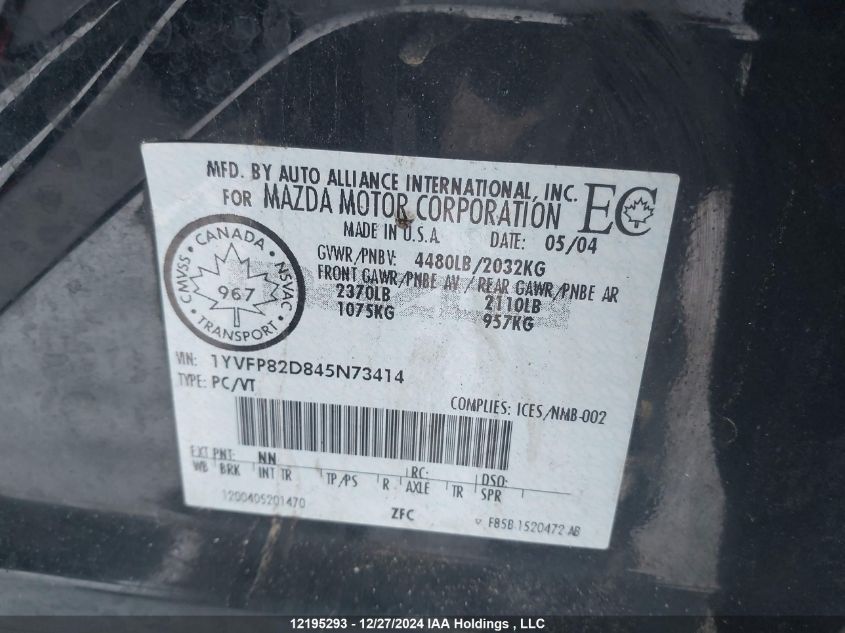 MFD. BY AUTO ALLIANCE INTERNATIONAL, INC.
FOR MAZDA MOTOR CORPORATION
EC
MADE IN U.S.A. DATE: 05/04
GVWR/PNBV: 4480LB/2032KG
FRONT GAWR/PNBE AV / REAR GAWR/PNBE AR
2370LB 2110LB
1075KG 957KG
CANADA
CMVSS NSVAC
967
TRANSPORT
VIN: 1YVFP82D845N73414
TYPE: PC/VT
COMPLIES: ICES/NMB-002
EXT PNT: NN RC: DSO:
WB BRK INT TR TP/PS R AXLE TR SPR
1200405201470
ZFC
V F85B-1520472-AB
12195293 - 12/27/2024 IAA Holdings , LLC